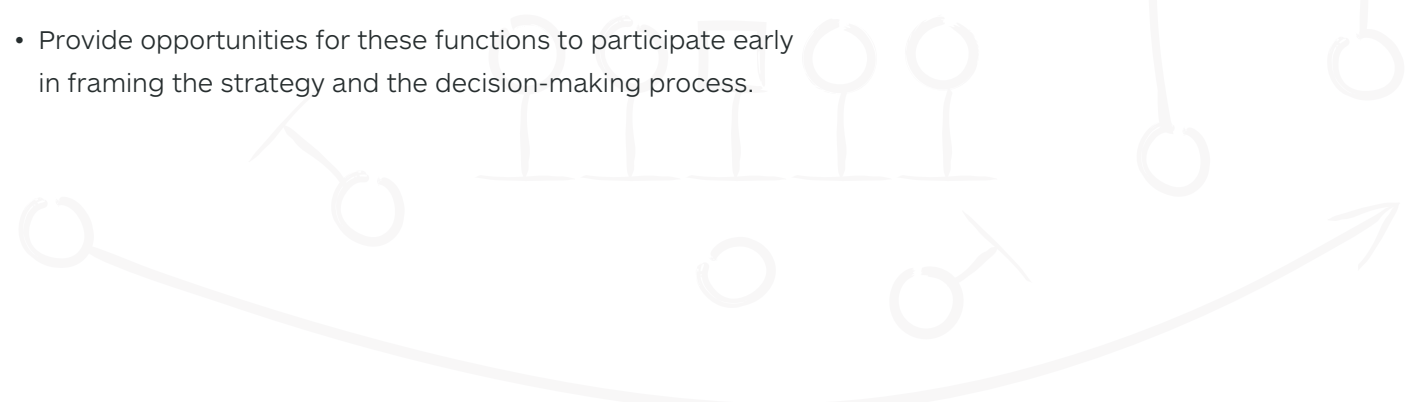 • Provide opportunities for these functions to participate early
in framing the strategy and the decision-making process.